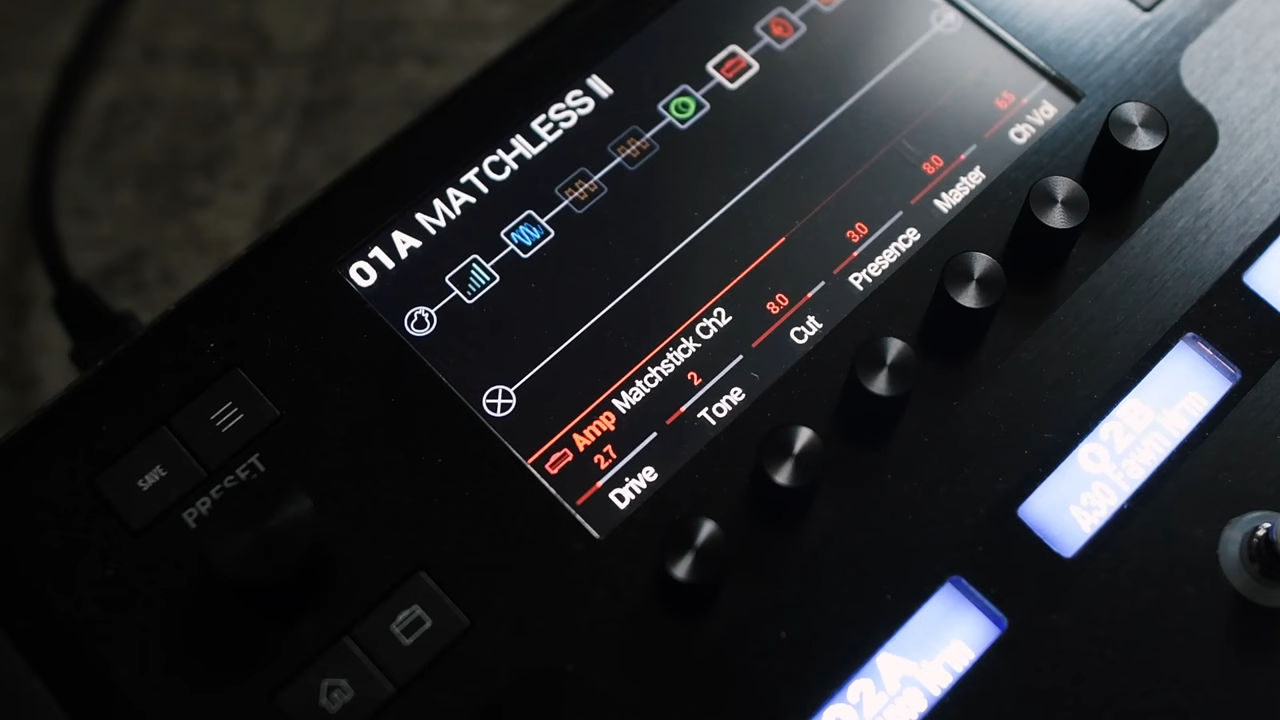 01A MATCHLESS II
Amp Matchstick Ch2
2.7
2
8.0
3.0
8.0
6.5
Drive
Tone
Cut
Presence
Master
Ch Vol
SAVE
PRESET
02B
A30 Fawn Nrm
02A
Nrm